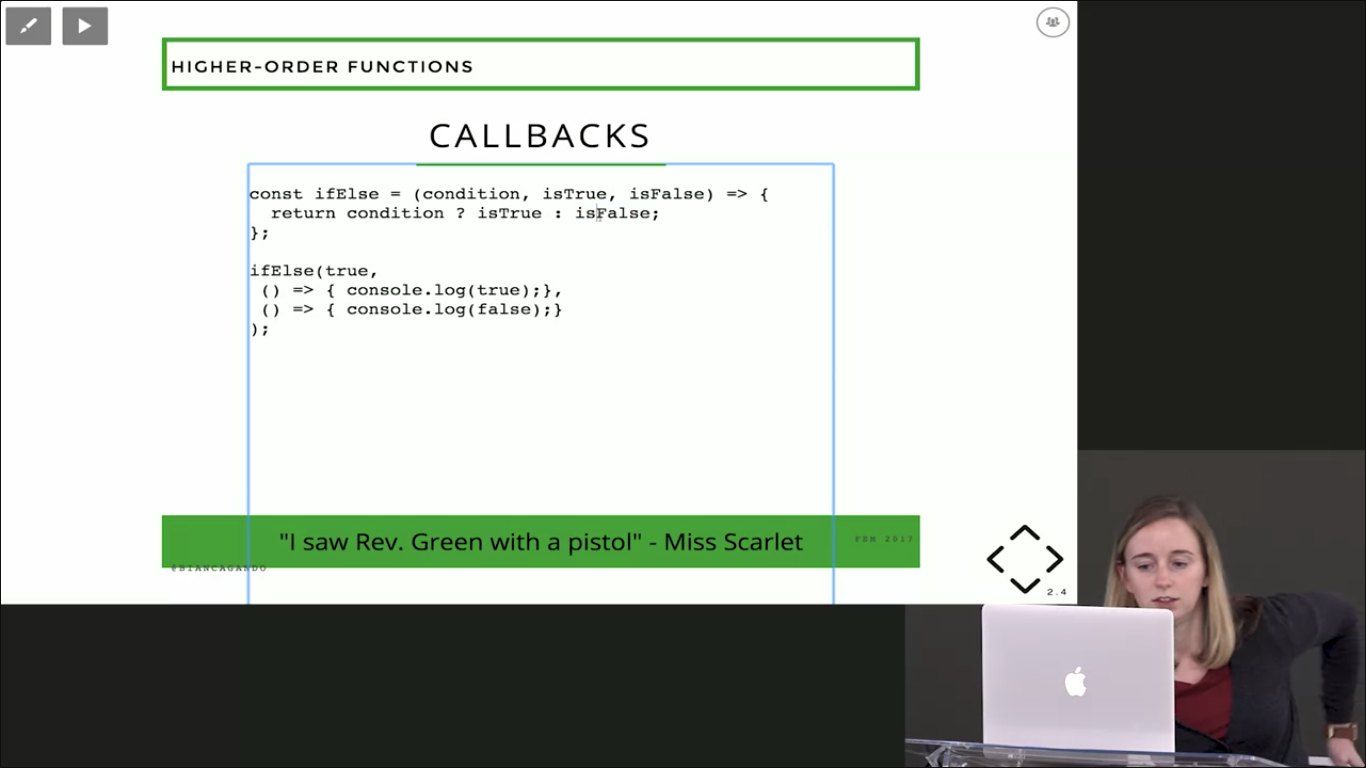 HIGHER-ORDER FUNCTIONS
CALLBACKS
const ifElse = (condition, isTrue, isFalse) => {
  return condition ? isTrue : isFalse;
};
ifElse(true,
 () => { console.log(true);},
 () => { console.log(false);}
);
"I saw Rev. Green with a pistol" - Miss Scarlet
FEM 2017
@BIANCAGANDO
2.4